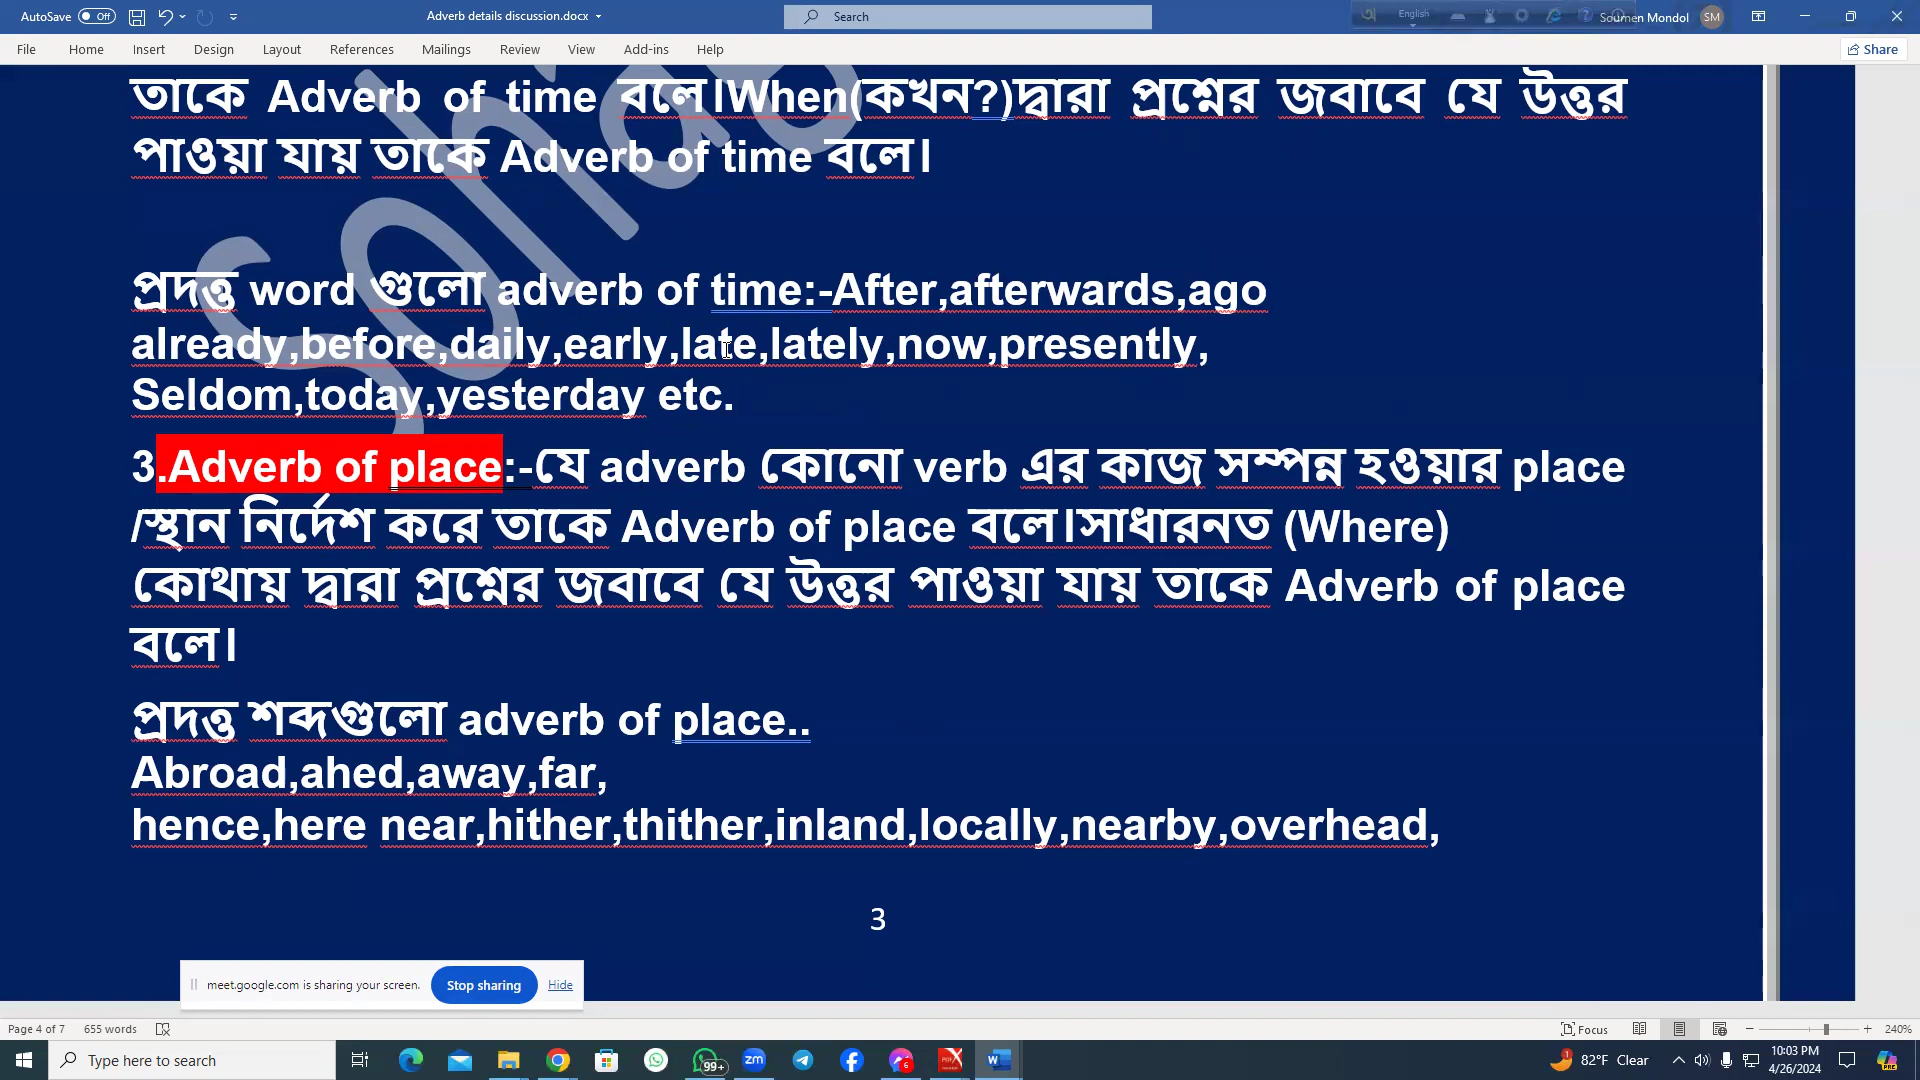 AutoSave Off Adverb details discussion.docx Search English Soumen Mondol SM
File Home Insert Design Layout References Mailings Review View Add-ins Help Share
তাকে Adverb of time বলে।When(কখন?)দ্বারা প্রশ্নের জবাবে যে উত্তর
পাওয়া যায় তাকে Adverb of time বলে।
প্রদত্ত word গুলো adverb of time:-After,afterwards,ago
already,before,daily,early,late,lately,now,presently,
Seldom,today,yesterday etc.
3.Adverb of place:-যে adverb কোনো verb এর কাজ সম্পন্ন হওয়ার place
/স্থান নির্দেশ করে তাকে Adverb of place বলে।সাধারনত (Where)
কোথায় দ্বারা প্রশ্নের জবাবে যে উত্তর পাওয়া যায় তাকে Adverb of place
বলে।
প্রদত্ত শব্দগুলো adverb of place..
Abroad,ahed,away,far,
hence,here near,hither,thither,inland,locally,nearby,overhead,
3
meet.google.com is sharing your screen. Stop sharing Hide
Page 4 of 7 655 words Focus 240%
Type here to search 99+ zm 6 W 82°F Clear 10:03 PM
4/26/2024